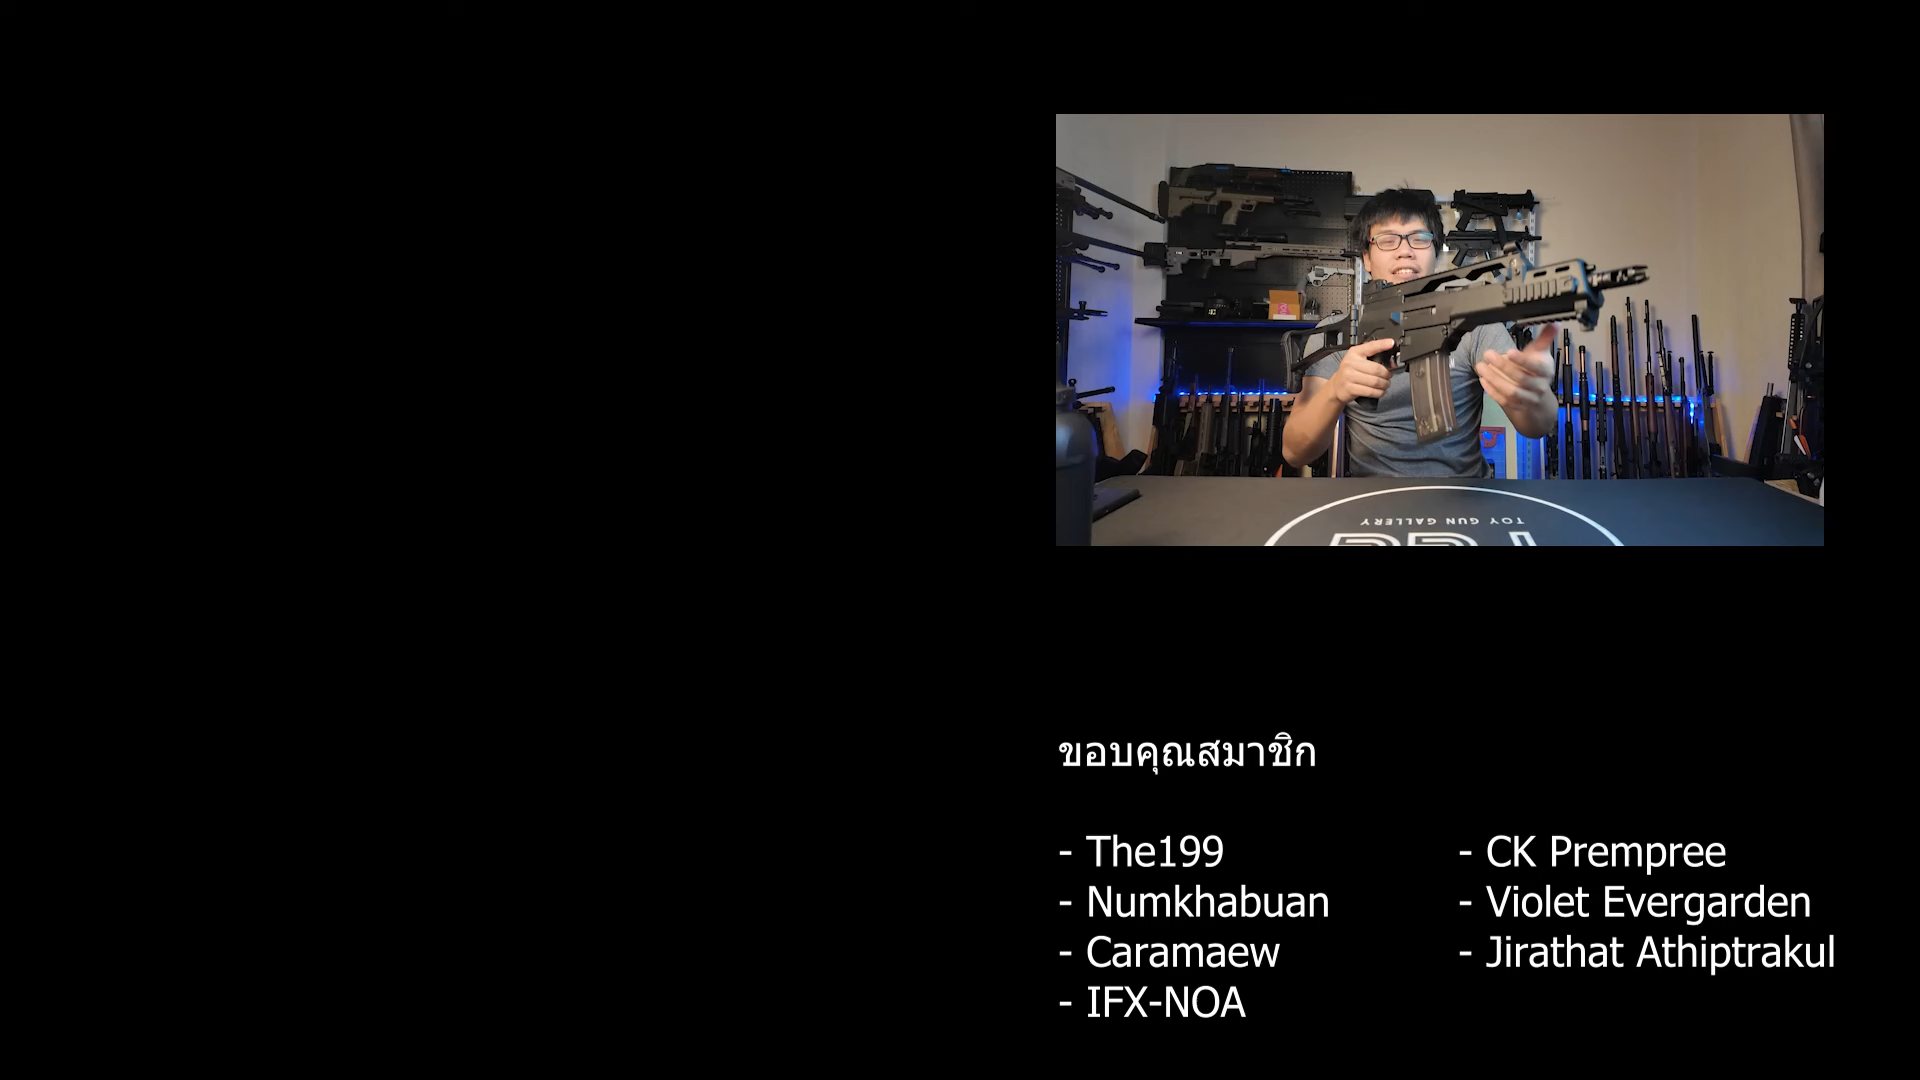 TOY GUN GALLERY
ขอบคุณสมาชิก
- The199
- Numkhabuan
- Caramaew
- IFX-NOA
- CK Prempree
- Violet Evergarden
- Jirathat Athiptrakul